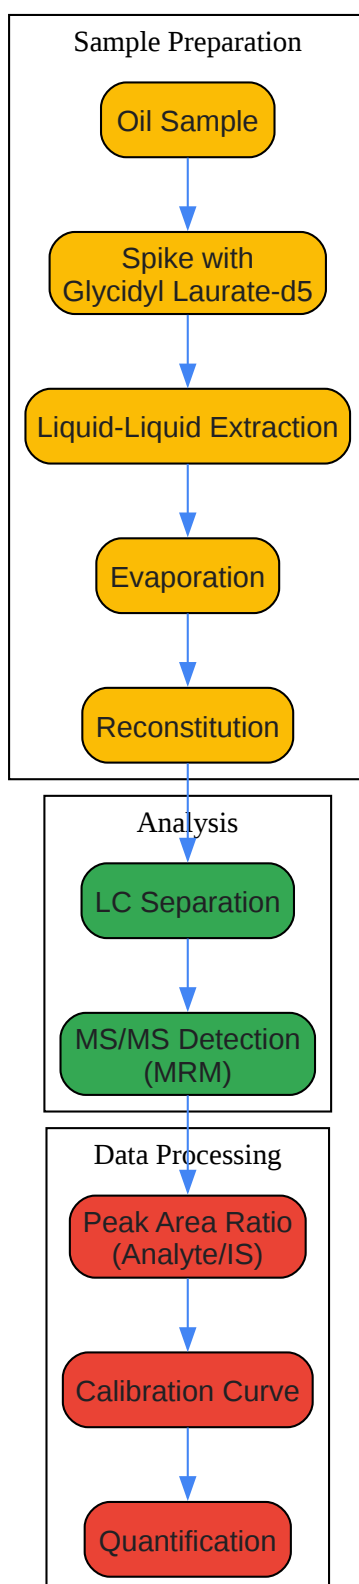 Sample Preparation
Oil Sample
Spike with
Glycidyl Laurate-d5
Liquid-Liquid Extraction
Evaporation
Reconstitution
Analysis
LC Separation
MS/MS Detection
(MRM)
Data Processing
Peak Area Ratio
(Analyte/IS)
Calibration Curve
Quantification